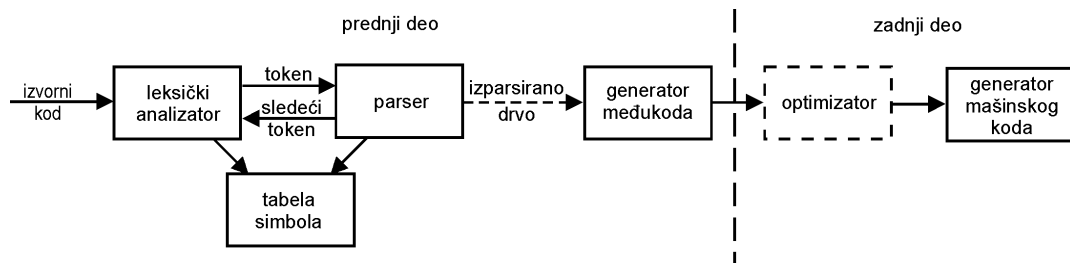 prednji deo
zadnji deo
izvorni
kod
leksički
analizator
token
sledeći
token
parser
izparsirano
drvo
generator
međukoda
optimizator
generator
mašinskog
koda
tabela
simbola